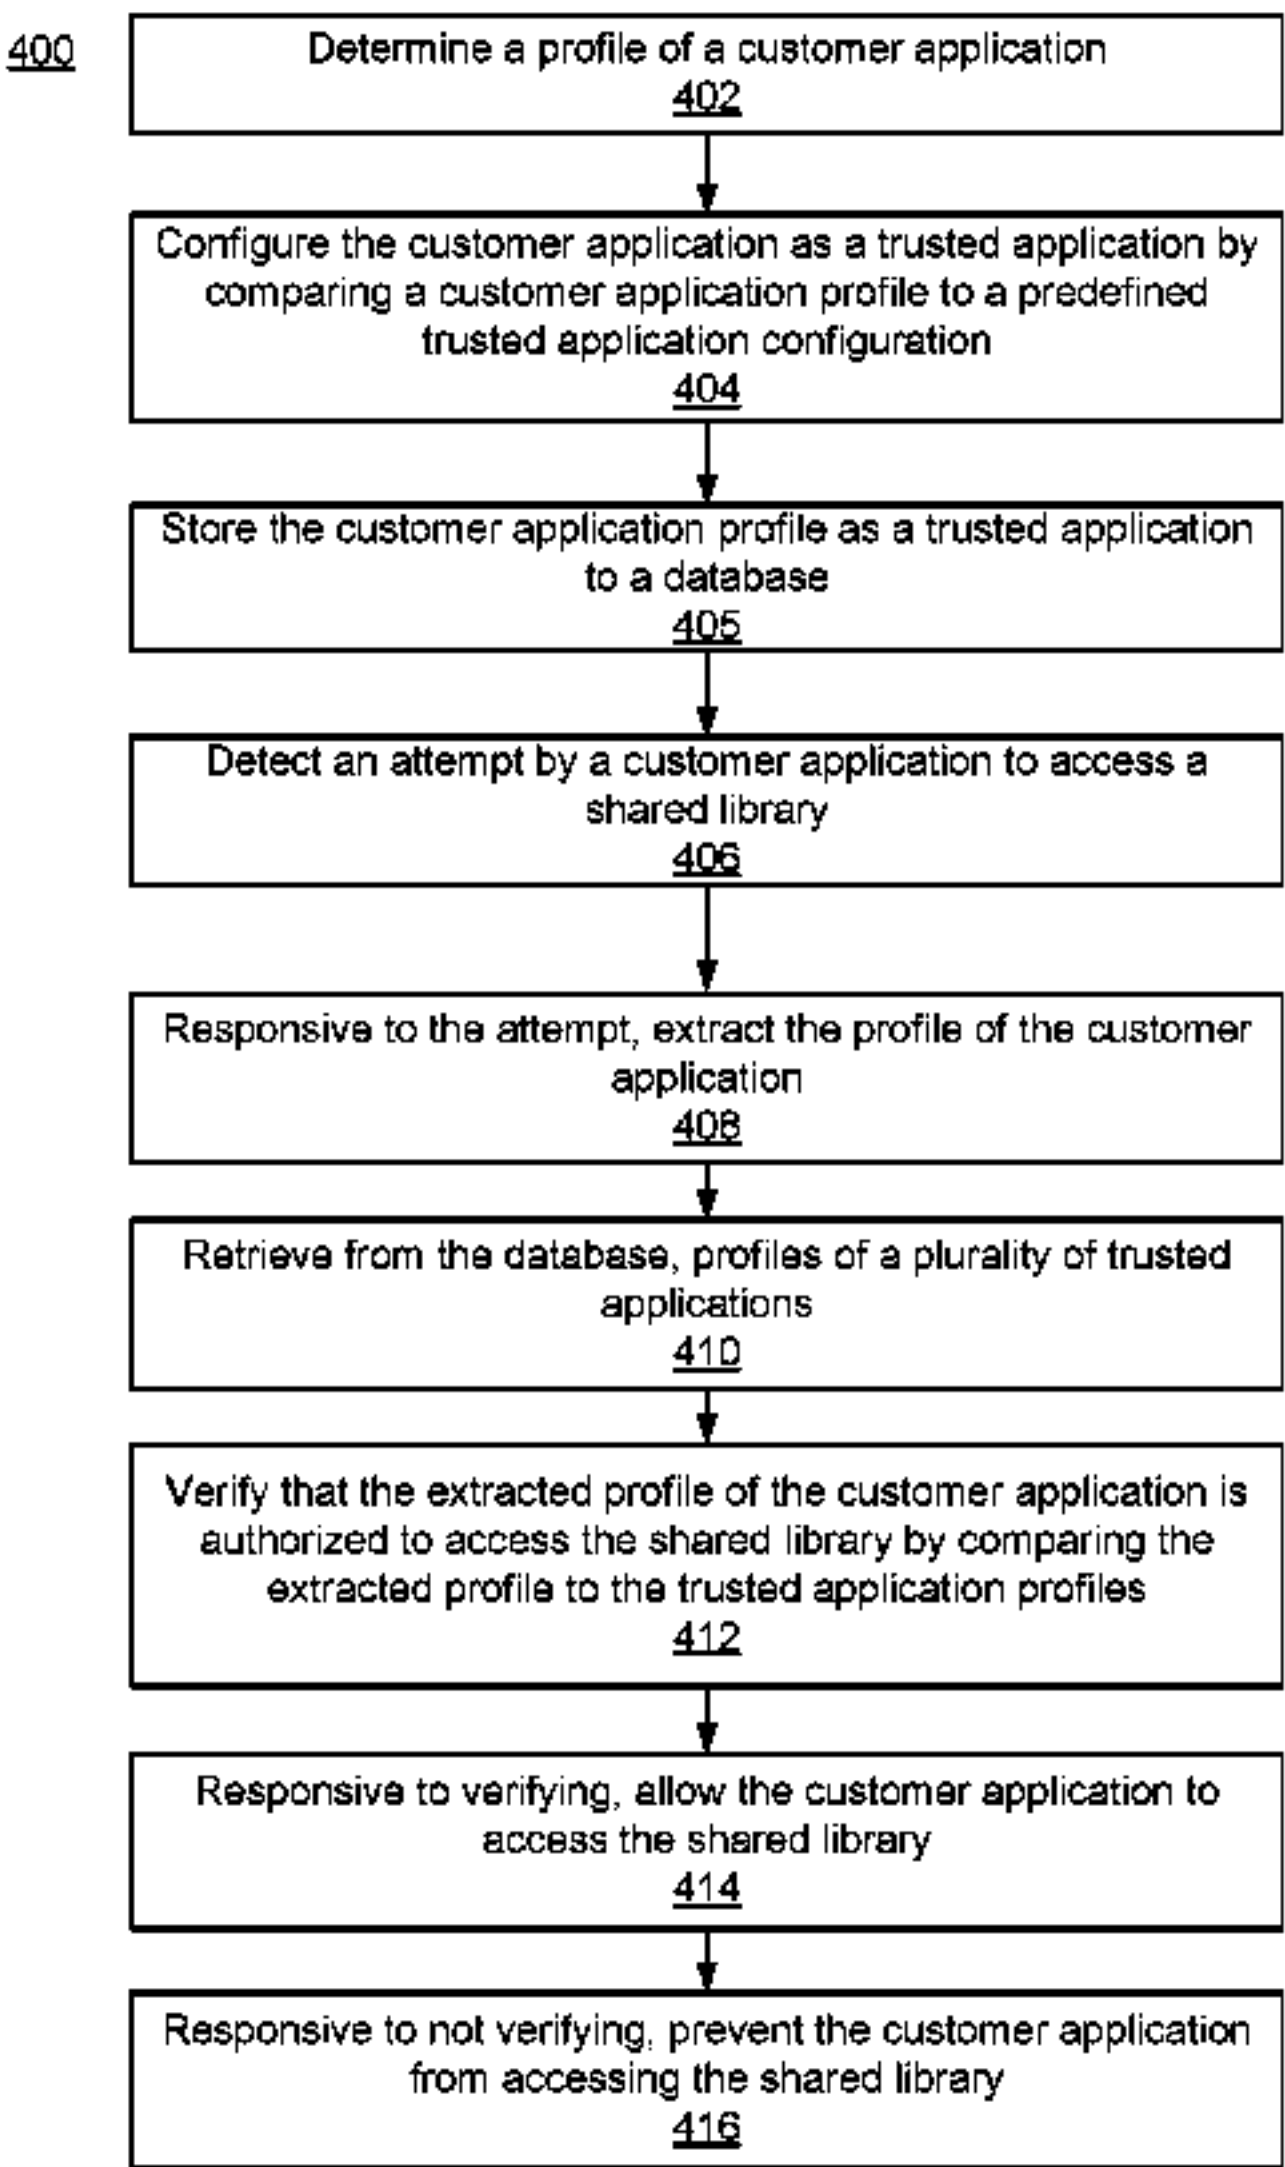 400
Determine a profile of a customer application
402
Configure the customer application as a trusted application by
comparing a customer application profile to a predefined
trusted application configuration
404
Store the customer application profile as a trusted application
to a database
405
Detect an attempt by a customer application to access a
shared library
406
Responsive to the attempt, extract the profile of the customer
application
408
Retrieve from the database, profiles of a plurality of trusted
applications
410
Verify that the extracted profile of the customer application is
authorized to access the shared library by comparing the
extracted profile to the trusted application profiles
412
Responsive to verifying, allow the customer application to
access the shared library
414
Responsive to not verifying, prevent the customer application
from accessing the shared library
416